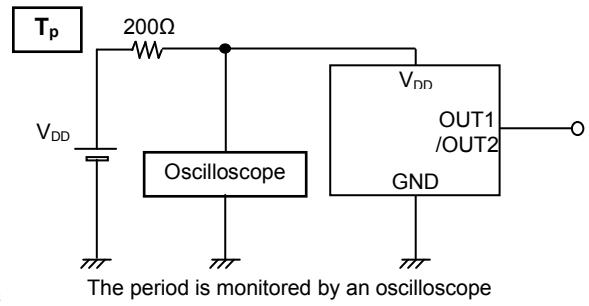 Tp 200Ω
VDD
VDD
OUT1
/OUT2
Oscilloscope
GND
The period is monitored by an oscilloscope